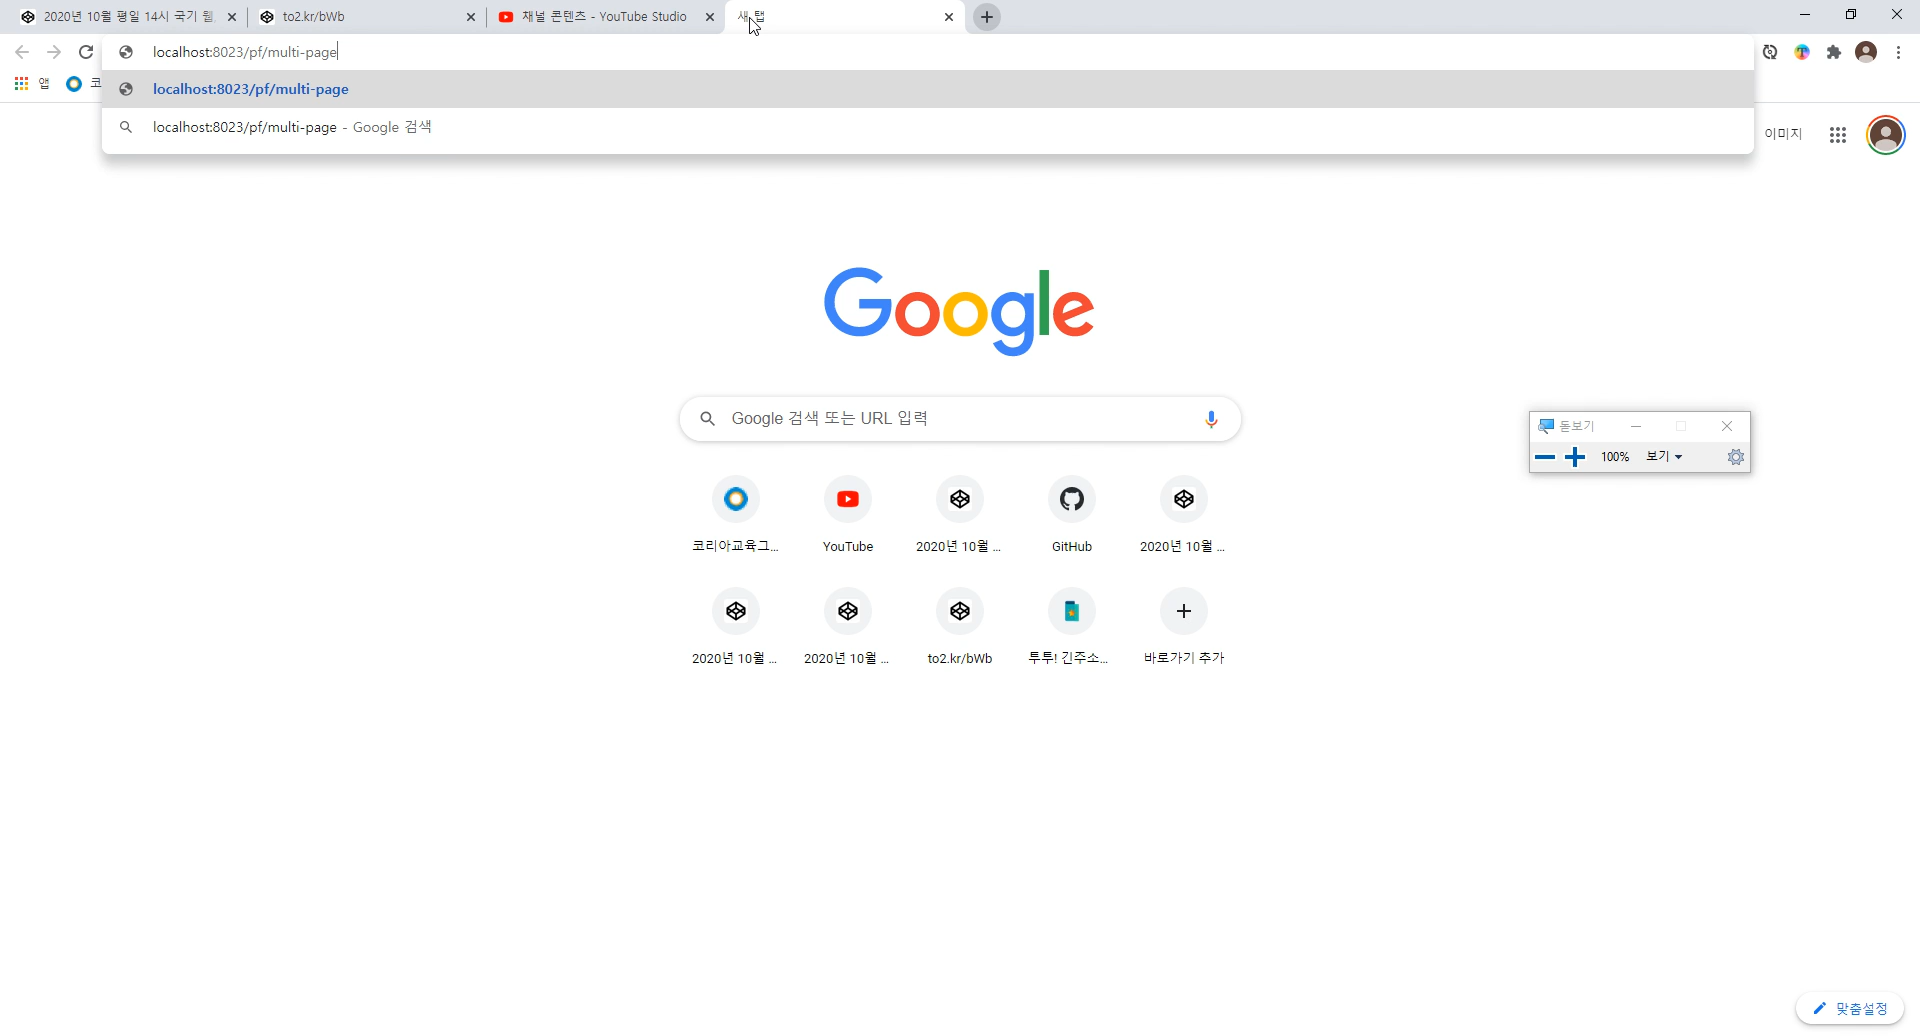 2020년 10월 평일 14시 국기 웹
to2.kr/bWb
채널 콘텐츠 - YouTube Studio
새 탭
localhost:8023/pf/multi-page
앱
코
localhost:8023/pf/multi-page
localhost:8023/pf/multi-page - Google 검색
이미지
Google
Google 검색 또는 URL 입력
돋보기
100% 보기
코리아교육그...
YouTube
2020년 10월 ...
GitHub
2020년 10월 ...
2020년 10월 ...
2020년 10월 ...
to2.kr/bWb
투투! 긴주소...
바로가기 추가
맞춤설정